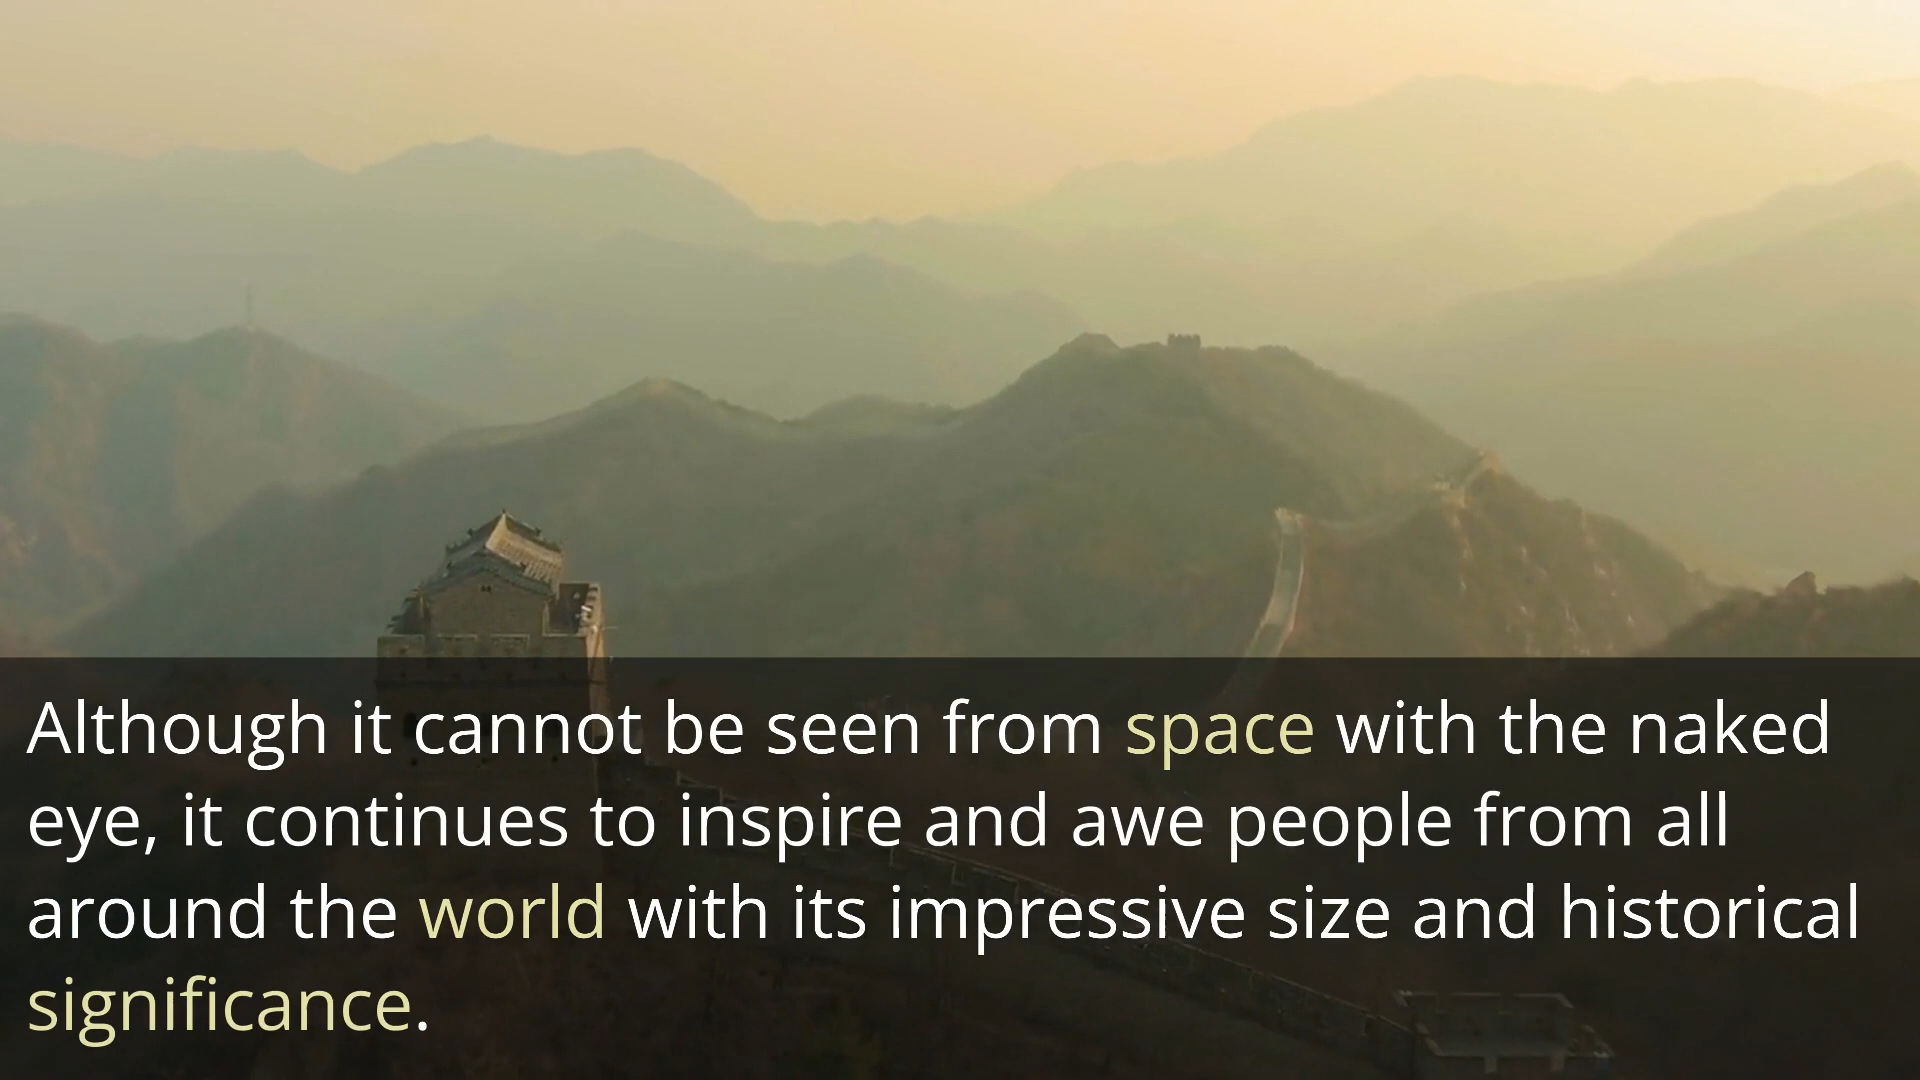 Although it cannot be seen from space with the naked
eye, it continues to inspire and awe people from all
around the world with its impressive size and historical
significance.